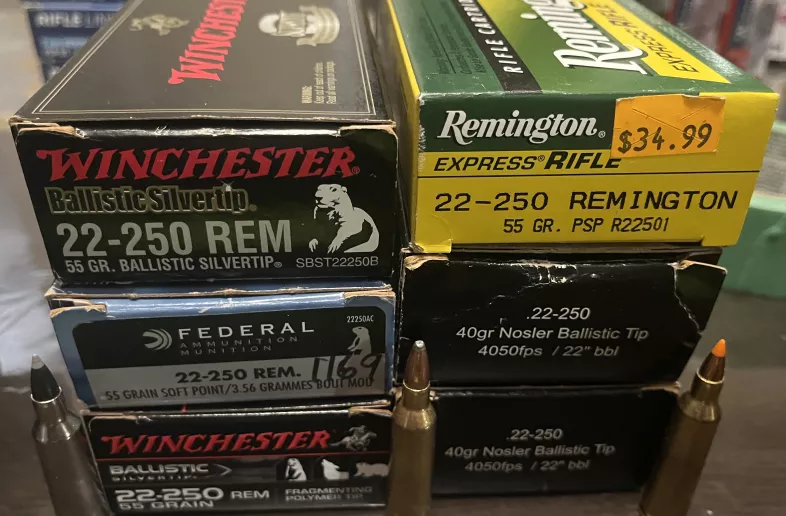 WINCHESTER
RIFLE CARTRIDGES
Remington
EXPRESS RIFLE
WINCHESTER®
Ballistic Silvertip®
22-250 REM
55 GR. BALLISTIC SILVERTIP®
SBST22250B
Remington®
$34.99
EXPRESS® RIFLE
22-250 REMINGTON
55 GR. PSP R22501
22250AC
FEDERAL
AMMUNITION
MUNITION
22-250 REM.
1169
55 GRAIN SOFT POINT/3.56 GRAMMES BOUT MOU
.22-250
40gr Nosler Ballistic Tip
4050fps / 22" bbl
WINCHESTER
BALLISTIC
SILVERTIP
22-250 REM
55 GRAIN
FRAGMENTING
POLYMER TIP
.22-250
40gr Nosler Ballistic Tip
4050fps / 22" bbl